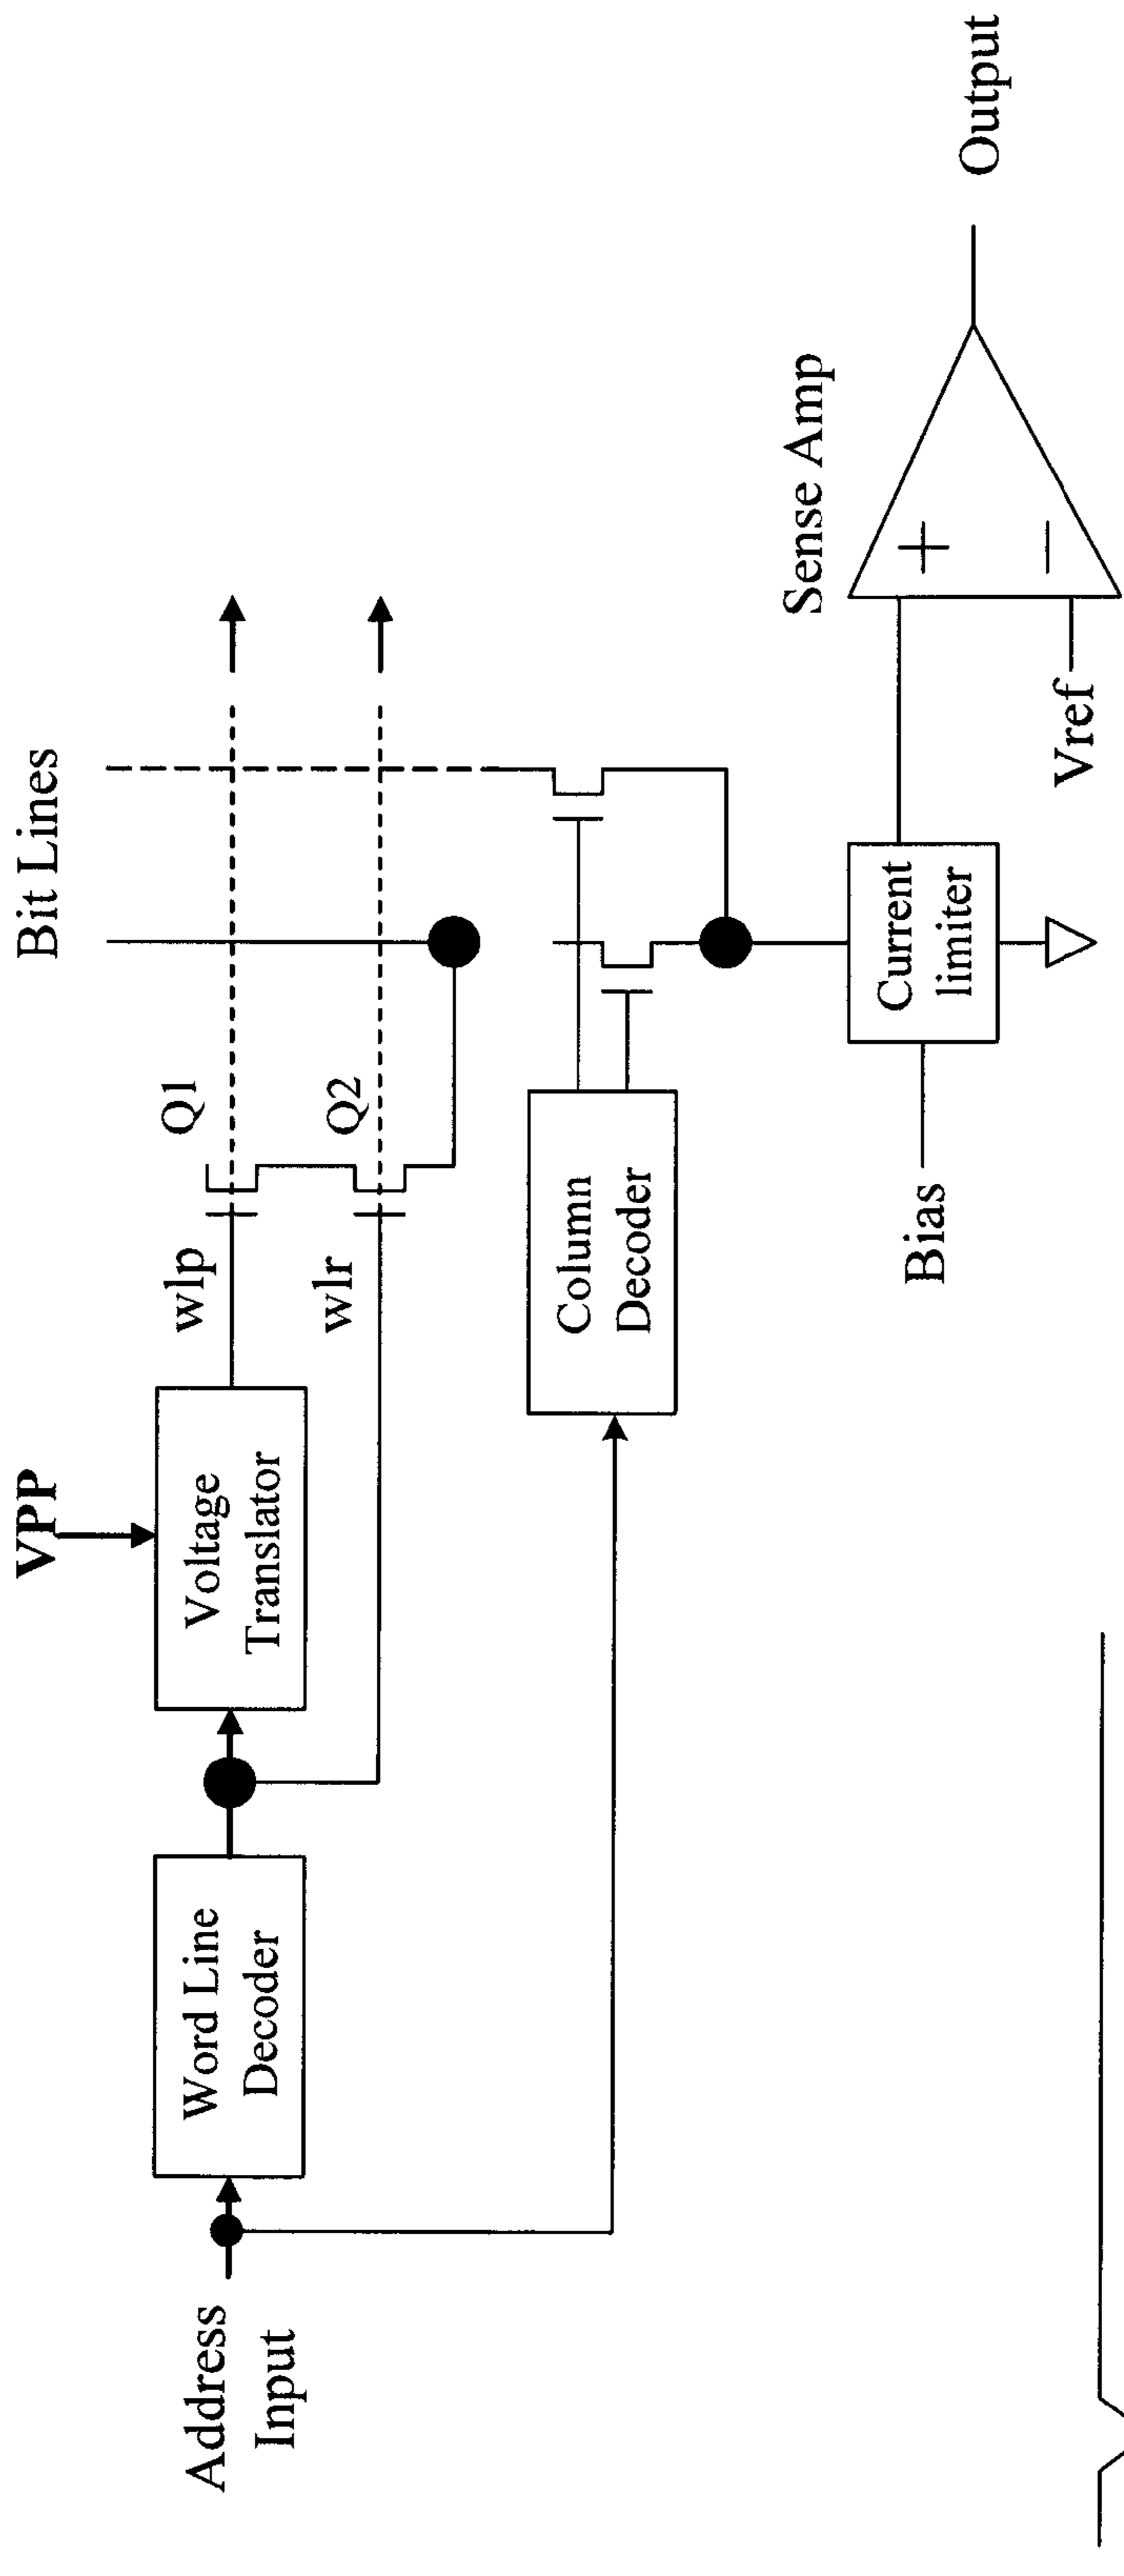 Address
Input
Word Line
Decoder
VPP
Voltage
Translator
wlp
Q1
wlr
Q2
Bit Lines
Column
Decoder
Bias
Current
limiter
Sense Amp
+
−
Vref
Output